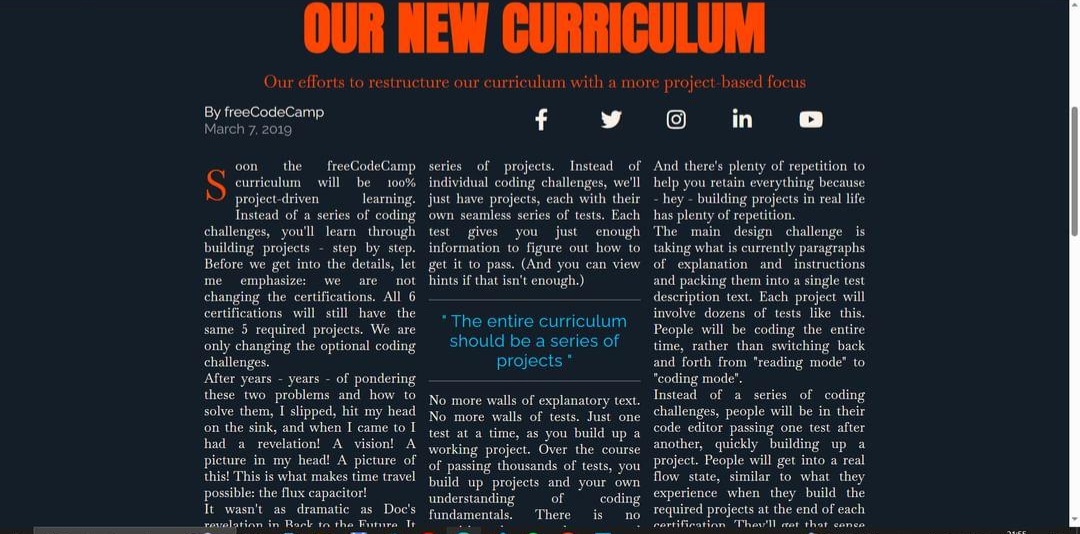 OUR NEW CURRICULUM
Our efforts to restructure our curriculum with a more project-based focus
By freeCodeCamp
March 7, 2019
Soon the freeCodeCamp
curriculum will be 100%
project-driven learning.
Instead of a series of coding
challenges, you'll learn through
building projects - step by step.
Before we get into the details, let
me emphasize: we are not
changing the certifications. All 6
certifications will still have the
same 5 required projects. We are
only changing the optional coding
challenges.
After years - years - of pondering
these two problems and how to
solve them, I slipped, hit my head
on the sink, and when I came to I
had a revelation! A vision! A
picture in my head! A picture of
this! This is what makes time travel
possible: the flux capacitor!
It wasn't as dramatic as Doc's
revelation in Back to the Future. It
series of projects. Instead of
individual coding challenges, we'll
just have projects, each with their
own seamless series of tests. Each
test gives you just enough
information to figure out how to
get it to pass. (And you can view
hints if that isn't enough.)
" The entire curriculum
should be a series of
projects "
No more walls of explanatory text.
No more walls of tests. Just one
test at a time, as you build up a
working project. Over the course
of passing thousands of tests, you
build up projects and your own
understanding of coding
fundamentals. There is no
And there's plenty of repetition to
help you retain everything because
- hey - building projects in real life
has plenty of repetition.
The main design challenge is
taking what is currently paragraphs
of explanation and instructions
and packing them into a single test
description text. Each project will
involve dozens of tests like this.
People will be coding the entire
time, rather than switching back
and forth from "reading mode" to
"coding mode".
Instead of a series of coding
challenges, people will be in their
code editor passing one test after
another, quickly building up a
project. People will get into a real
flow state, similar to what they
experience when they build the
required projects at the end of each
certification. They'll get that sense